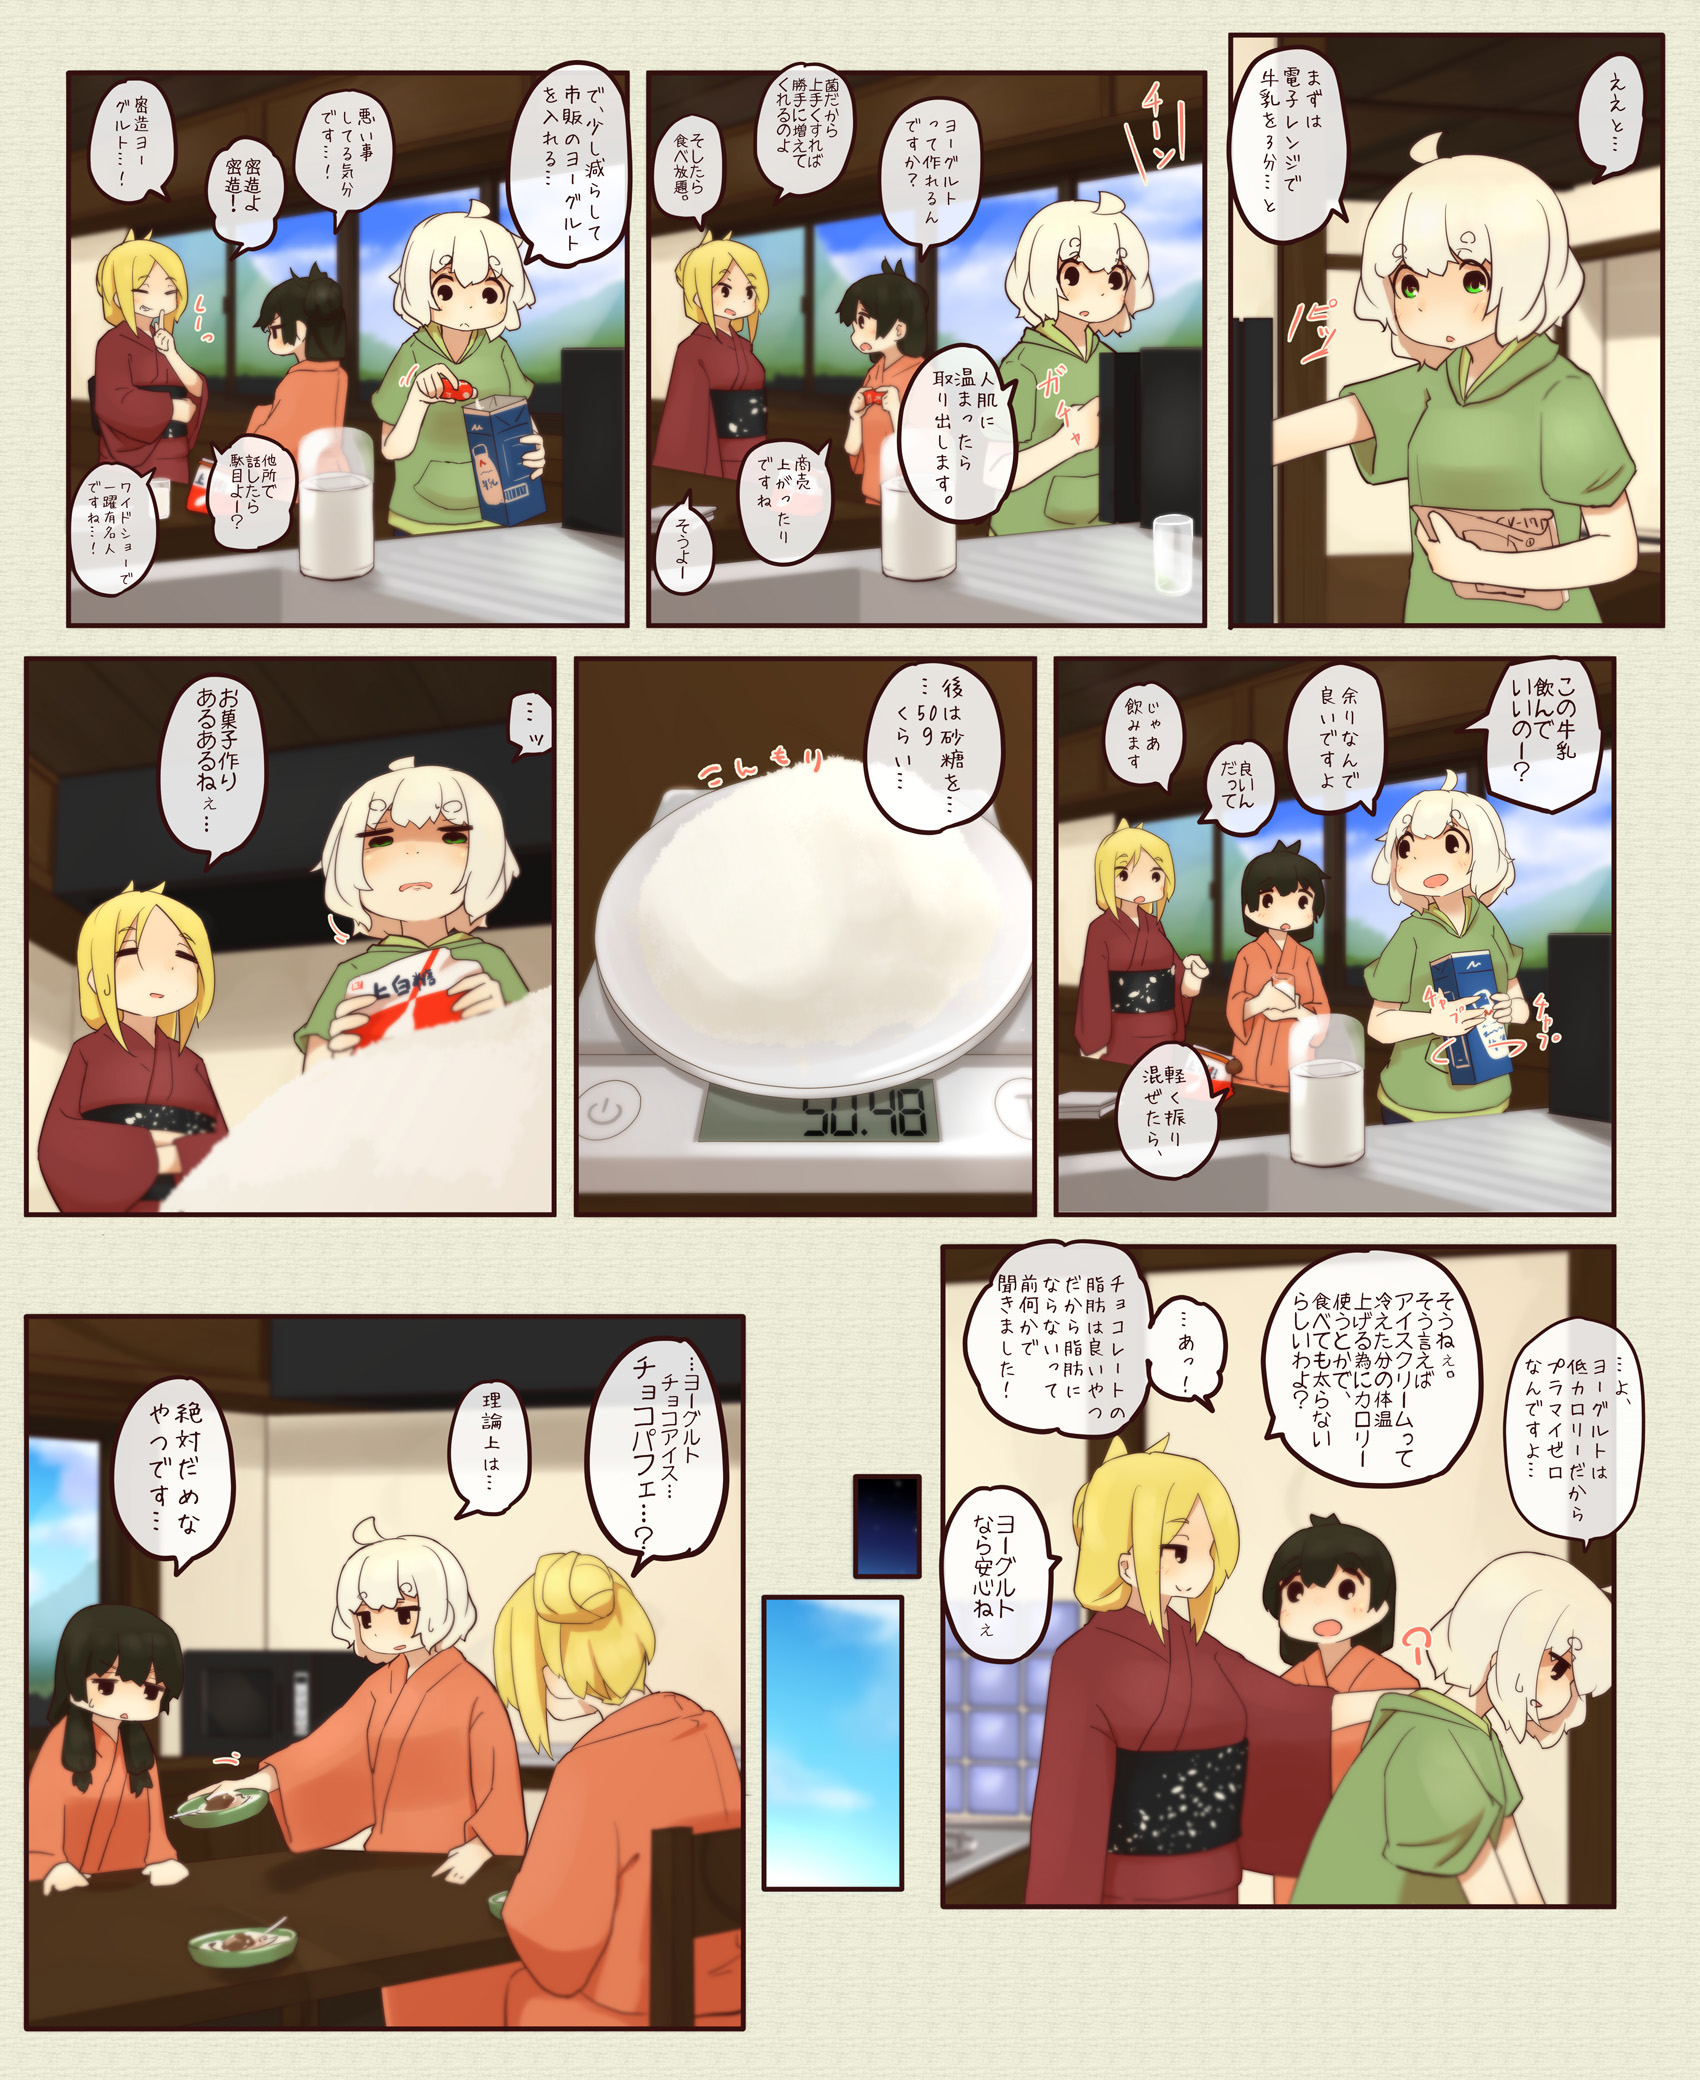 ええと…
まずは
電子レンジで
牛乳を3分…と
ピッ
チーン
ヨーグルト
って作れるん
ですか?
菌だから
上手くすれば
勝手に増えて
くれるのよ
そしたら
食べ放題。
ガチャ
人肌に
温まったら
取り出します。
商売
上がったり
ですね
そうよー
で、少し減らして
市販のヨーグルト
を入れる…
悪い事
してる気分
です…!
密造よ
密造!
密造ヨー
グルト…!
しーっ
他所で
話したら
駄目よー?
ワイドショーで
一躍有名人
ですね…!
牛乳
この牛乳
飲んで
いいのー?
余りなんで
良いですよ
良いん
だって
じゃあ
飲みます
チャプ
チャプ
軽く振り
混ぜたら、
後は砂糖を…
…50g
くらい…
こんもり
50.48
…ッ
お菓子作り
あるあるねぇ…
上白糖
…よ、
ヨーグルトは
低カロリーだから
プラマイゼロ
なんですよ…
そうねぇ。
そう言えば
アイスクリームって
冷えた分の体温
上げる為にカロリー
使うとかで、
食べても太らない
らしいわよ?
…あっ!
チョコレートの
脂肪は良いやつ
だから脂肪に
ならないって
前何かで
聞きました!
ヨーグルト
なら安心ねぇ
…ヨーグルト
チョコアイス…
チョコパフェ…?
理論上は…
絶対だめな
やつです…